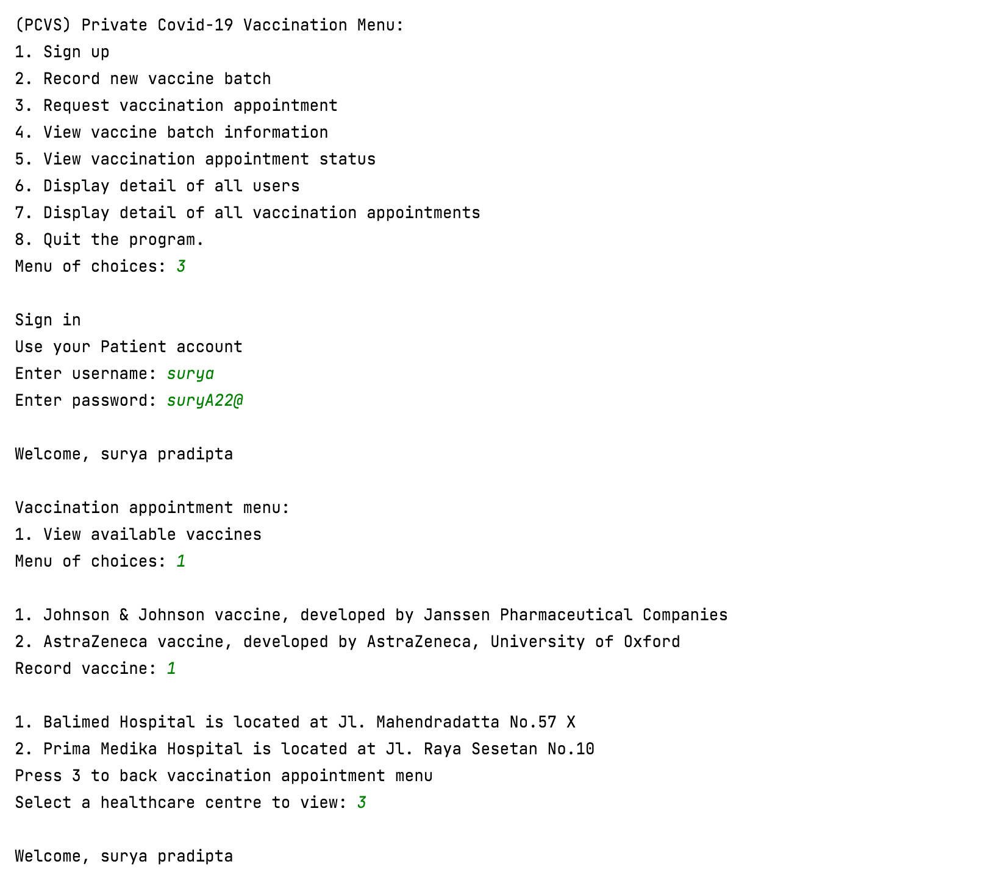 (PCVS) Private Covid-19 Vaccination Menu:
1. Sign up
2. Record new vaccine batch
3. Request vaccination appointment
4. View vaccine batch information
5. View vaccination appointment status
6. Display detail of all users
7. Display detail of all vaccination appointments
8. Quit the program.
Menu of choices: 3
Sign in
Use your Patient account
Enter username: surya
Enter password: suryA22@
Welcome, surya pradipta
Vaccination appointment menu:
1. View available vaccines
Menu of choices: 1
1. Johnson & Johnson vaccine, developed by Janssen Pharmaceutical Companies
2. AstraZeneca vaccine, developed by AstraZeneca, University of Oxford
Record vaccine: 1
1. Balimed Hospital is located at Jl. Mahendradatta No.57 X
2. Prima Medika Hospital is located at Jl. Raya Sesetan No.10
Press 3 to back vaccination appointment menu
Select a healthcare centre to view: 3
Welcome, surya pradipta